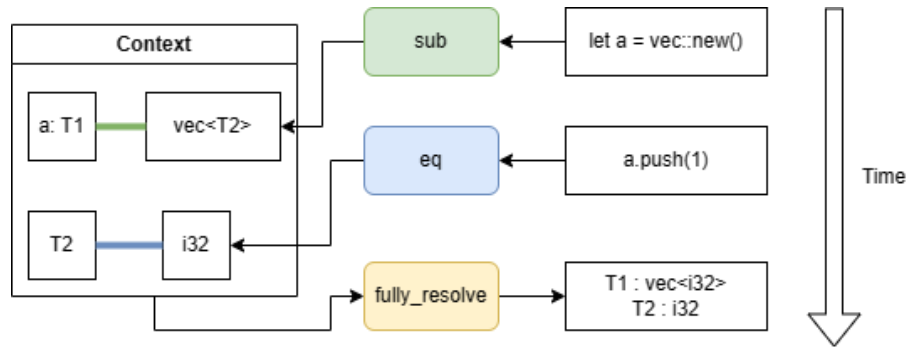 Context
sub
let a = vec::new()
a: T1
vec<T2>
eq
a.push(1)
Time
T2
i32
fully_resolve
T1 : vec<i32>
T2 : i32